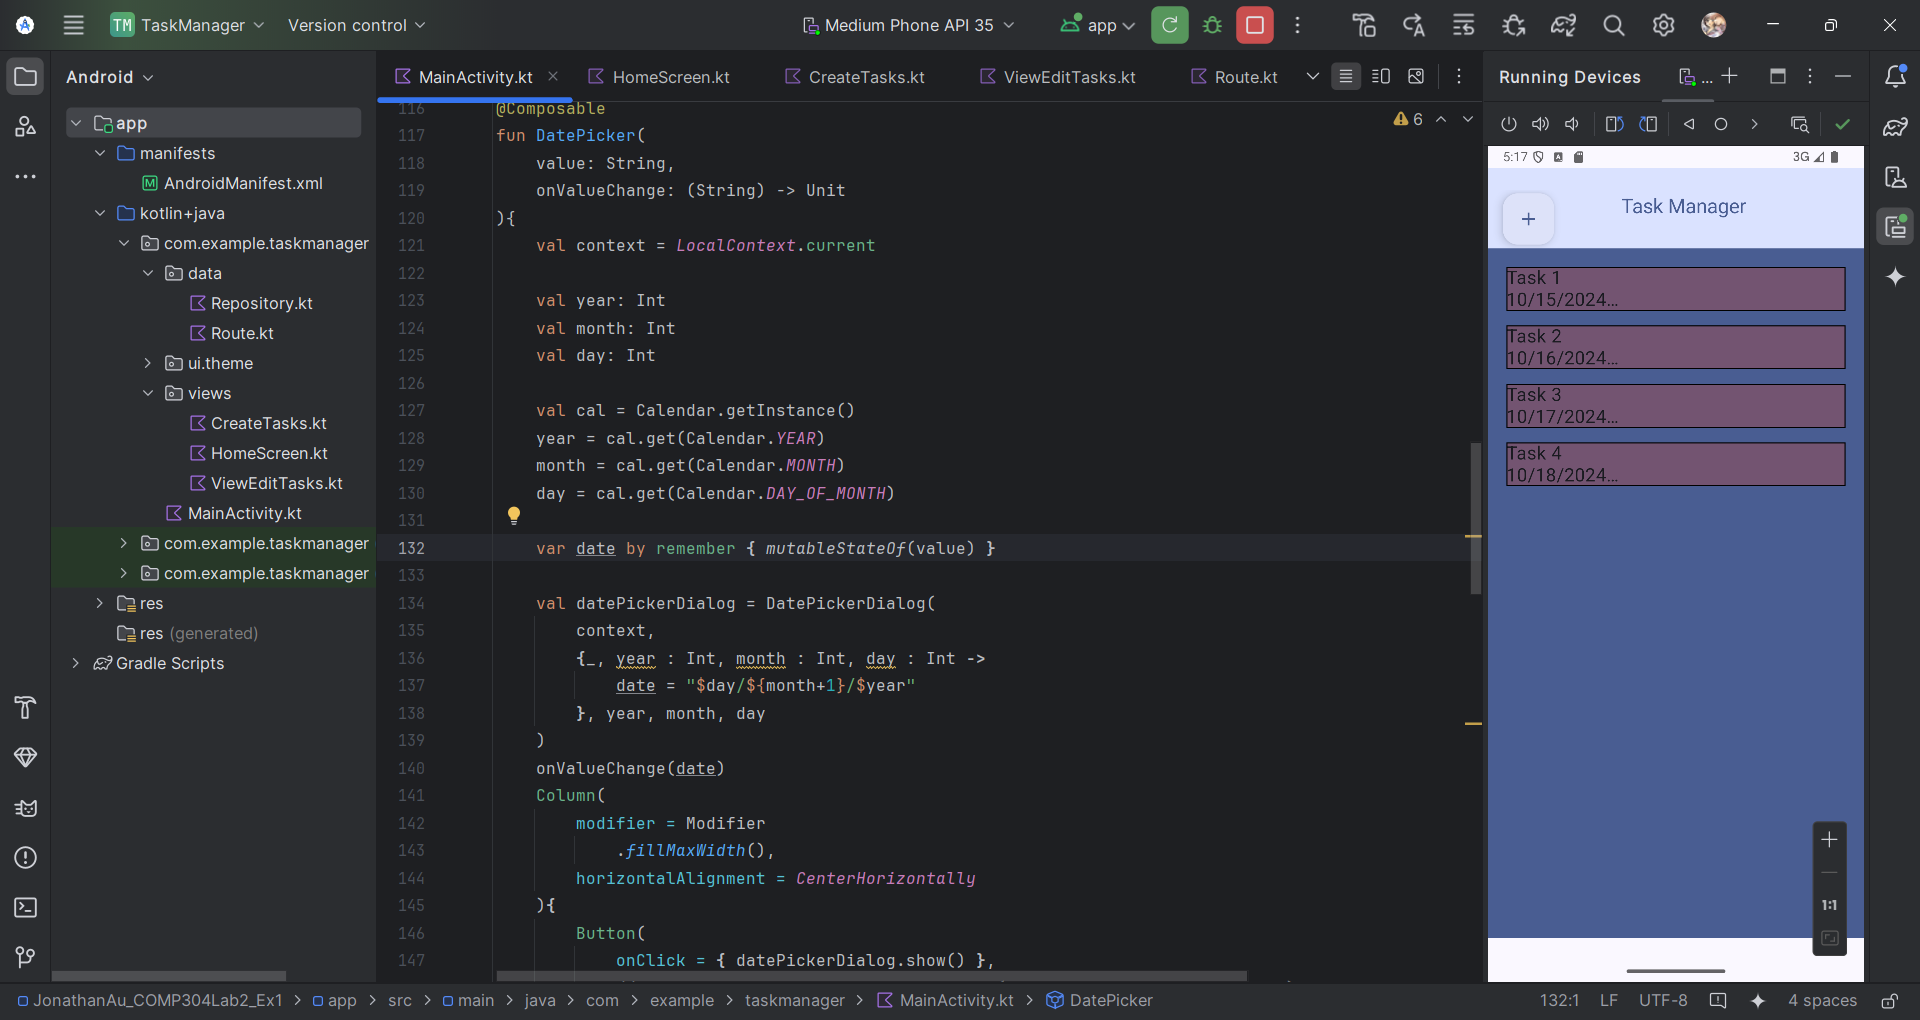 TM TaskManager Version control Medium Phone API 35 app
Android
app
manifests
AndroidManifest.xml
kotlin+java
com.example.taskmanager
data
Repository.kt
Route.kt
ui.theme
views
CreateTasks.kt
HomeScreen.kt
ViewEditTasks.kt
MainActivity.kt
com.example.taskmanager
com.example.taskmanager
res
res (generated)
Gradle Scripts
MainActivity.kt HomeScreen.kt CreateTasks.kt ViewEditTasks.kt Route.kt
6
116 @Composable
117 fun DatePicker(
118 value: String,
119 onValueChange: (String) -> Unit
120 ){
121 val context = LocalContext.current
122
123 val year: Int
124 val month: Int
125 val day: Int
126
127 val cal = Calendar.getInstance()
128 year = cal.get(Calendar.YEAR)
129 month = cal.get(Calendar.MONTH)
130 day = cal.get(Calendar.DAY_OF_MONTH)
131
132 var date by remember { mutableStateOf(value) }
133
134 val datePickerDialog = DatePickerDialog(
135 context,
136 {_, year : Int, month : Int, day : Int ->
137 date = "$day/${month+1}/$year"
138 }, year, month, day
139 )
140 onValueChange(date)
141 Column(
142 modifier = Modifier
143 .fillMaxWidth(),
144 horizontalAlignment = CenterHorizontally
145 ){
146 Button(
147 onClick = { datePickerDialog.show() },
Running Devices ...
5:17 3G
+ Task Manager
Task 1
10/15/2024...
Task 2
10/16/2024...
Task 3
10/17/2024...
Task 4
10/18/2024...
1:1
JonathanAu_COMP304Lab2_Ex1 > app > src > main > java > com > example > taskmanager > MainActivity.kt > DatePicker
132:1 LF UTF-8 4 spaces